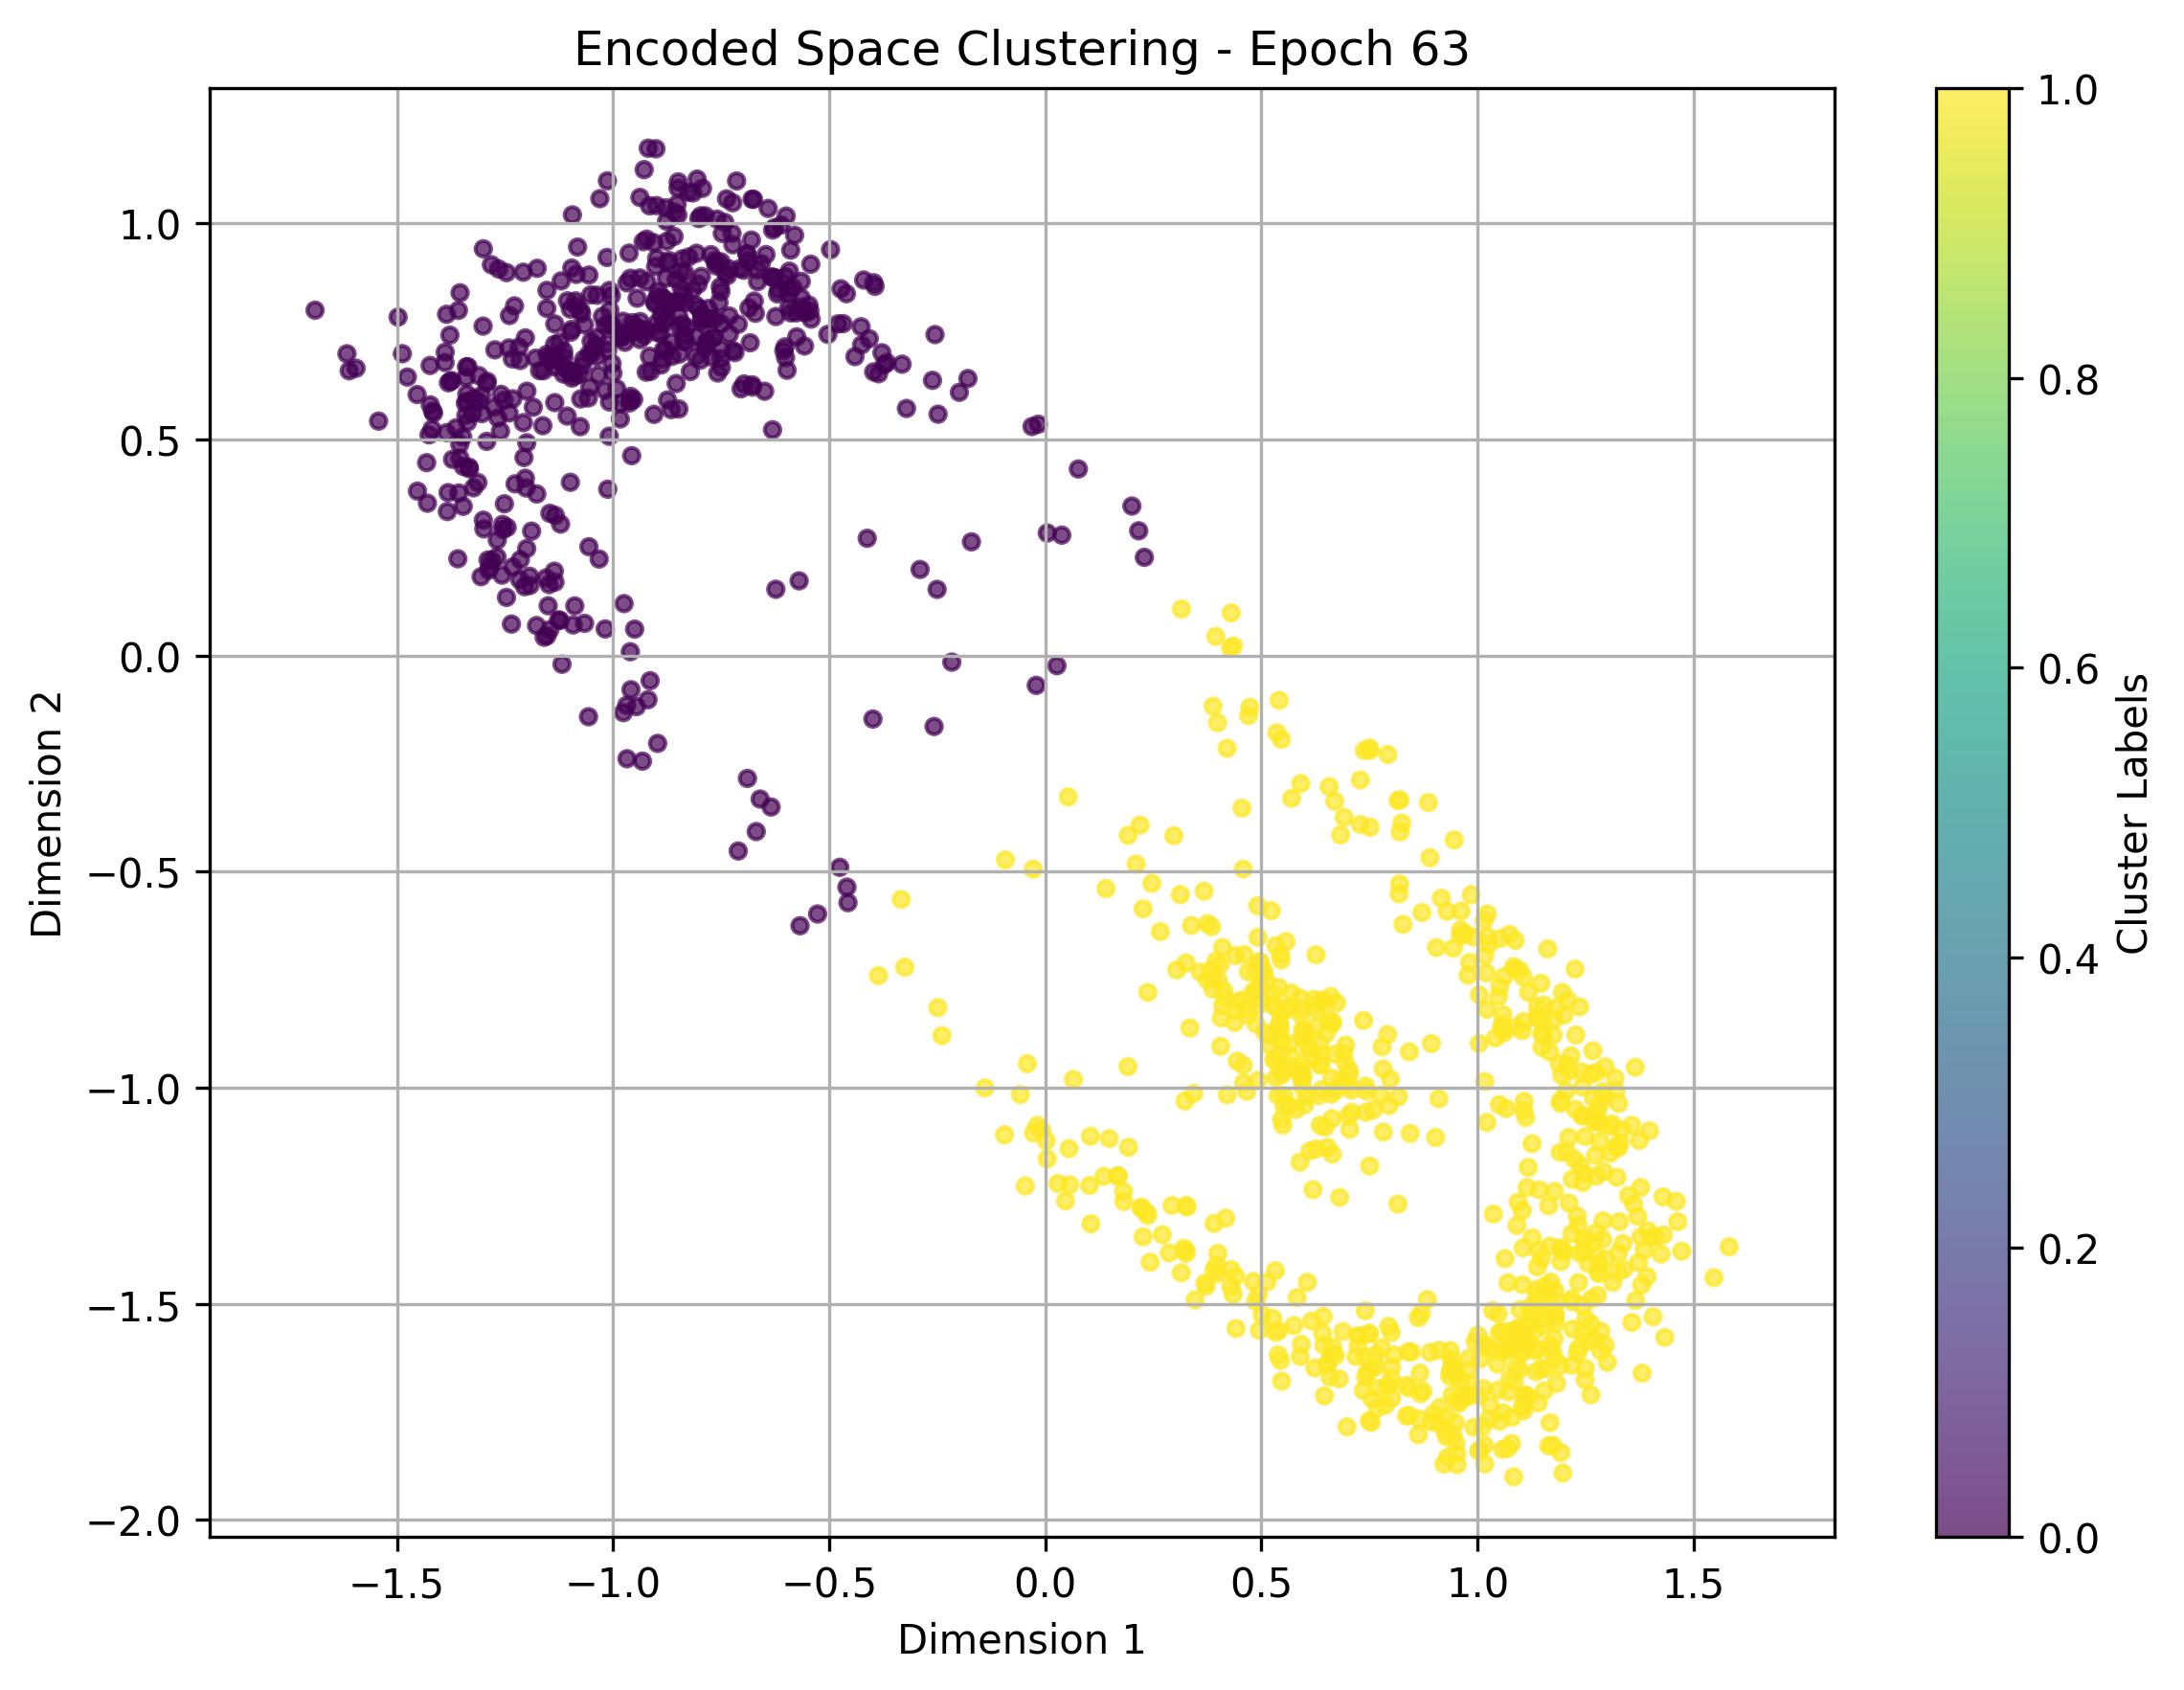 Encoded Space Clustering - Epoch 63
1.0
0.5
0.0
−0.5
−1.0
−1.5
−2.0
Dimension 2
−1.5 −1.0 −0.5 0.0 0.5 1.0 1.5
Dimension 1
1.0
0.8
0.6
0.4
0.2
0.0
Cluster Labels